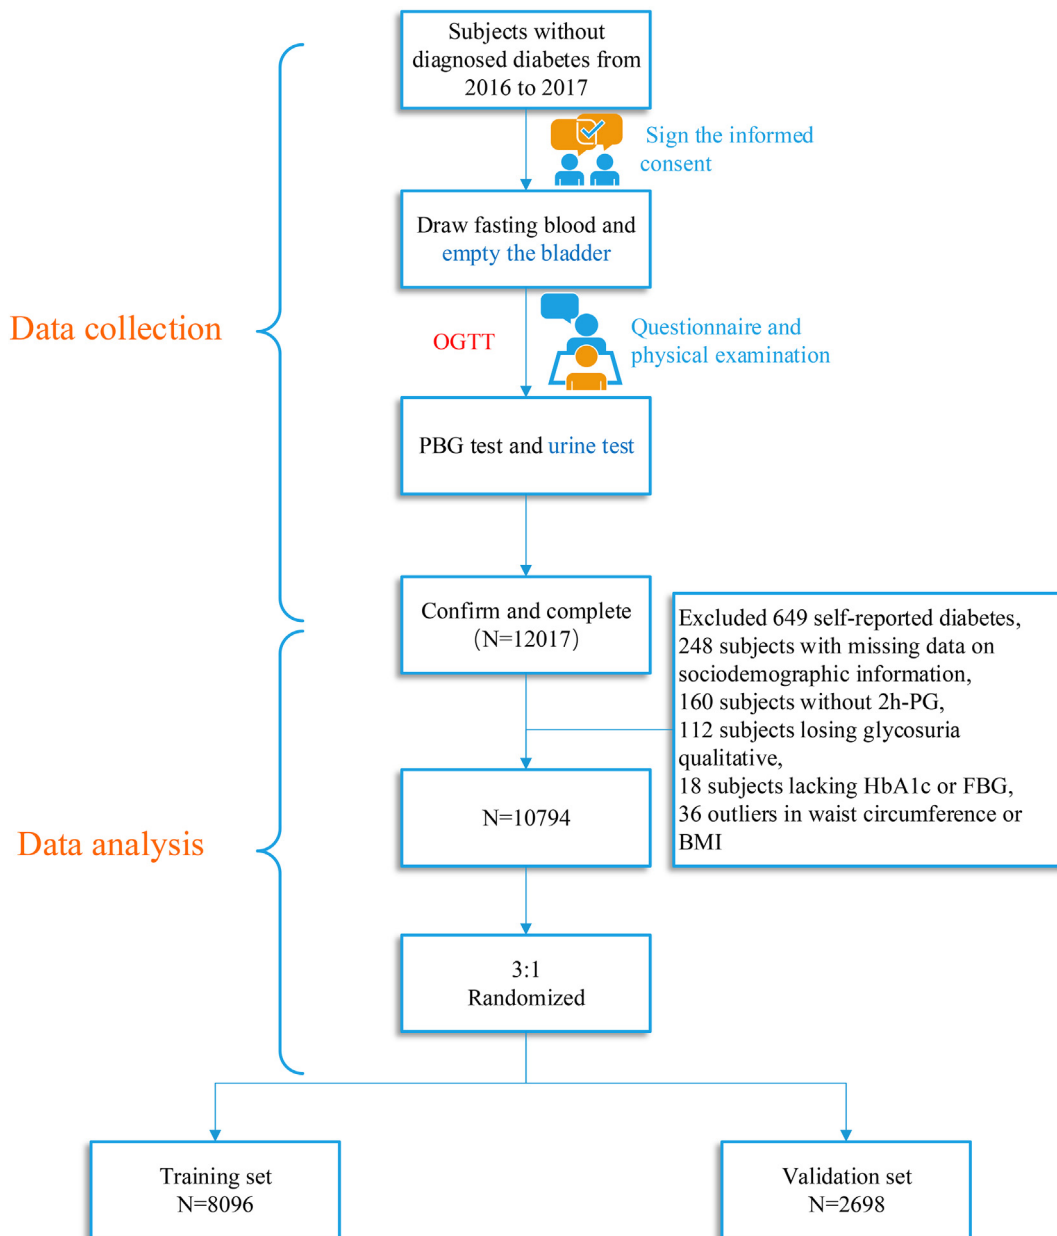 Subjects without
diagnosed diabetes from
2016 to 2017
Sign the informed
consent
Draw fasting blood and
empty the bladder
Data collection
OGTT
Questionnaire and
physical examination
PBG test and urine test
Confirm and complete
(N=12017)
Excluded 649 self-reported diabetes,
248 subjects with missing data on
sociodemographic information,
160 subjects without 2h-PG,
112 subjects losing glycosuria
qualitative,
18 subjects lacking HbA1c or FBG,
36 outliers in waist circumference or
BMI
N=10794
Data analysis
3:1
Randomized
Training set
N=8096
Validation set
N=2698